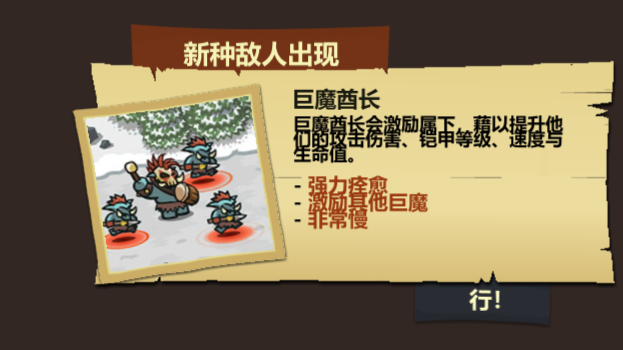 新种敌人出现
巨魔酋长
巨魔酋长会激励属下，藉以提升他
们的攻击伤害、铠甲等级、速度与
生命值。
- 强力痊愈
- 激励其他巨魔
- 非常慢
行!